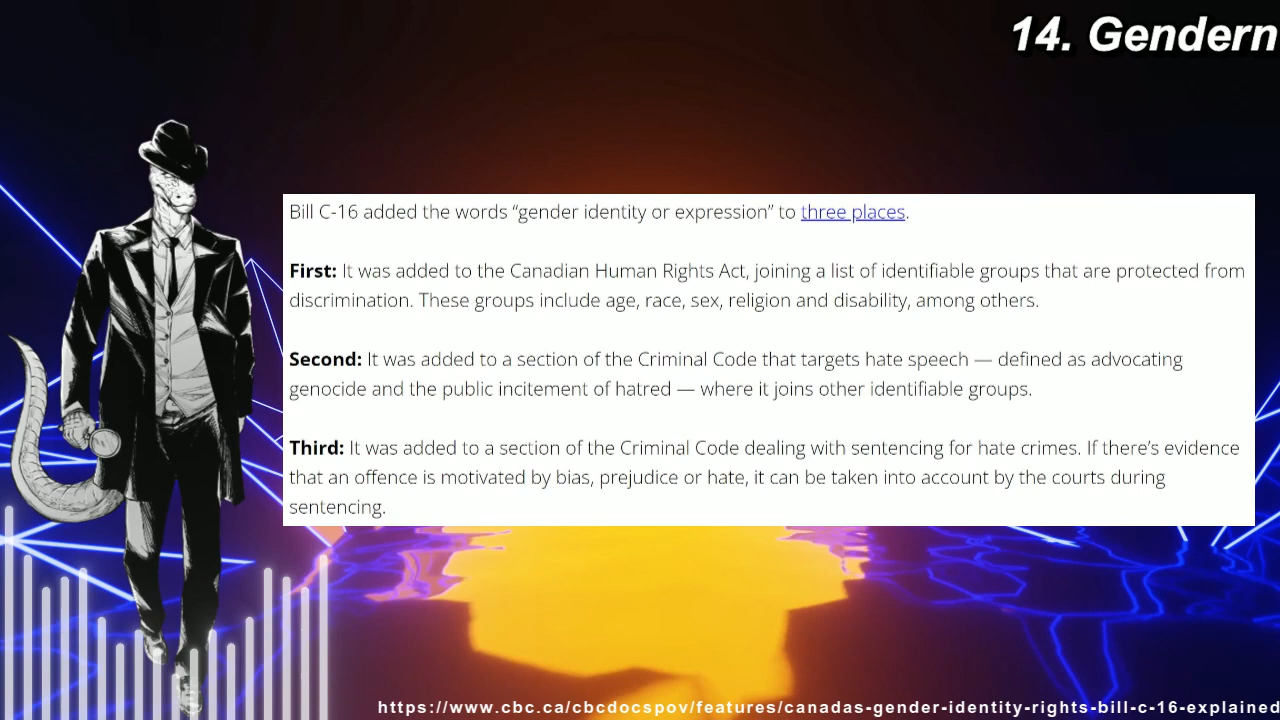 14. Gendern
Bill C-16 added the words “gender identity or expression” to three places.
First: It was added to the Canadian Human Rights Act, joining a list of identifiable groups that are protected from
discrimination. These groups include age, race, sex, religion and disability, among others.
Second: It was added to a section of the Criminal Code that targets hate speech — defined as advocating
genocide and the public incitement of hatred — where it joins other identifiable groups.
Third: It was added to a section of the Criminal Code dealing with sentencing for hate crimes. If there’s evidence
that an offence is motivated by bias, prejudice or hate, it can be taken into account by the courts during
sentencing.
https://www.cbc.ca/cbcdocspov/features/canadas-gender-identity-rights-bill-c-16-explained